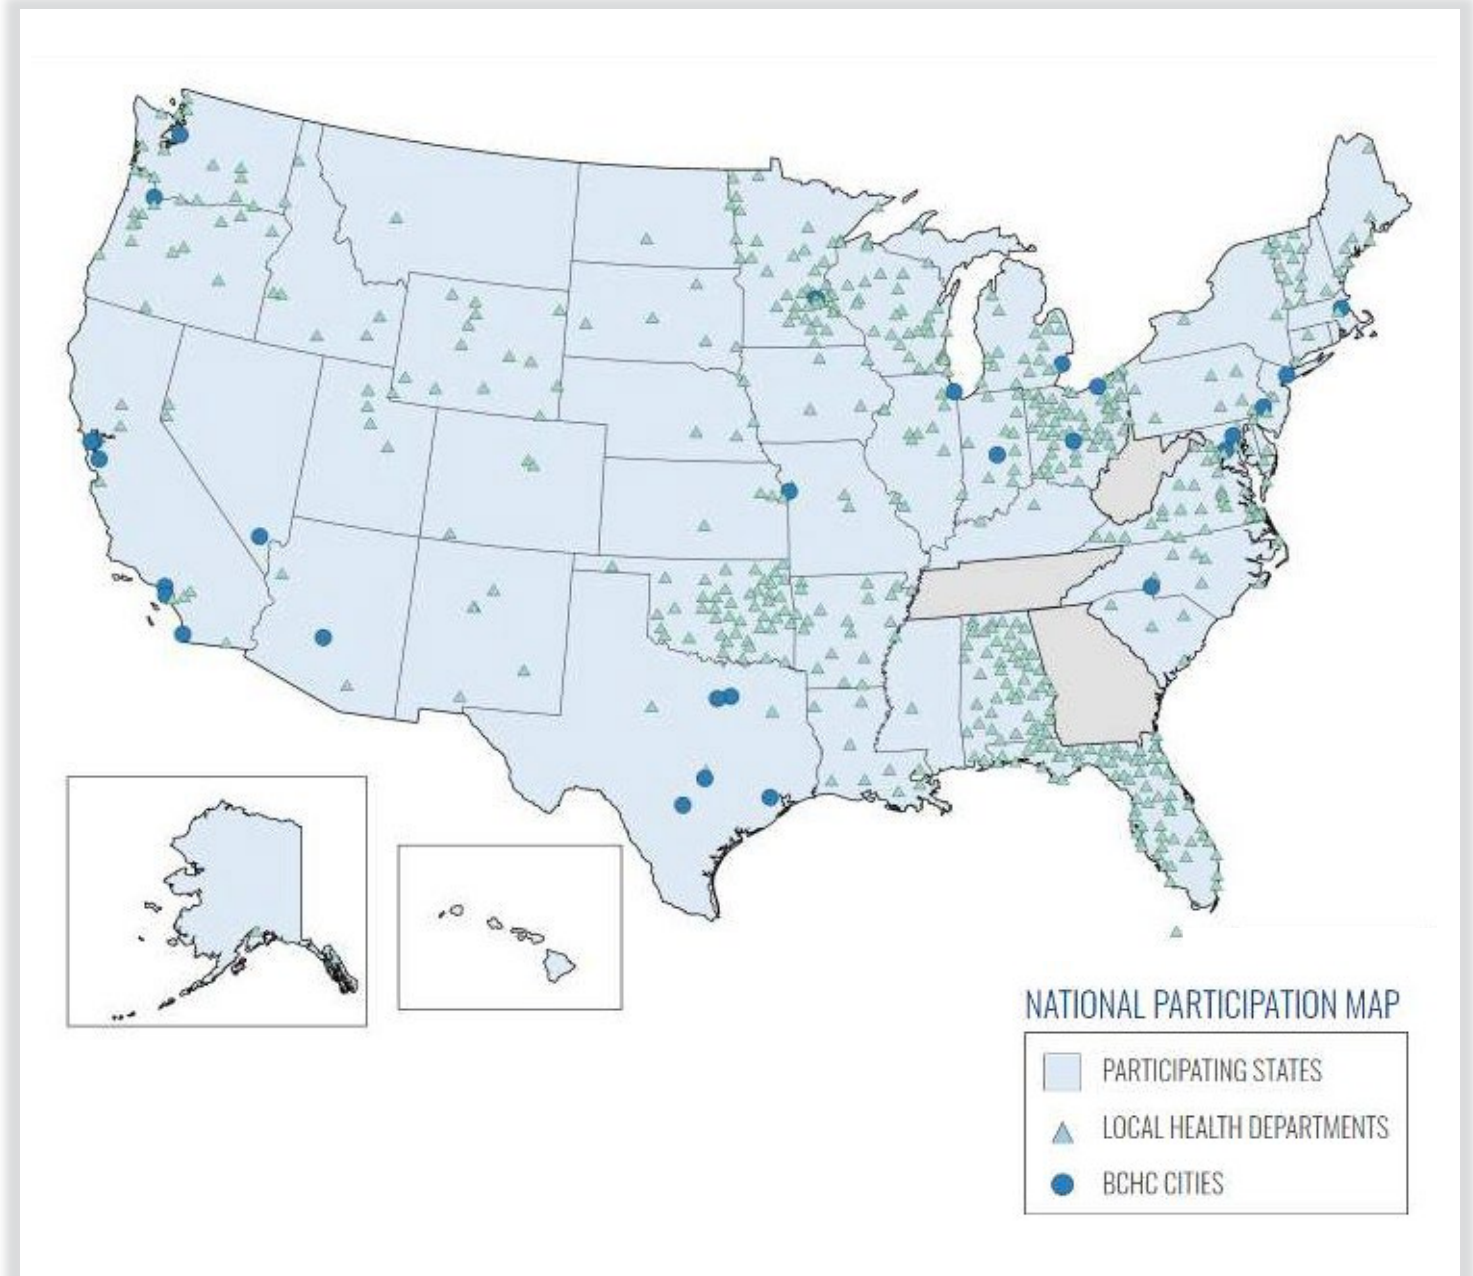 NATIONAL PARTICIPATION MAP
PARTICIPATING STATES
LOCAL HEALTH DEPARTMENTS
BCHC CITIES